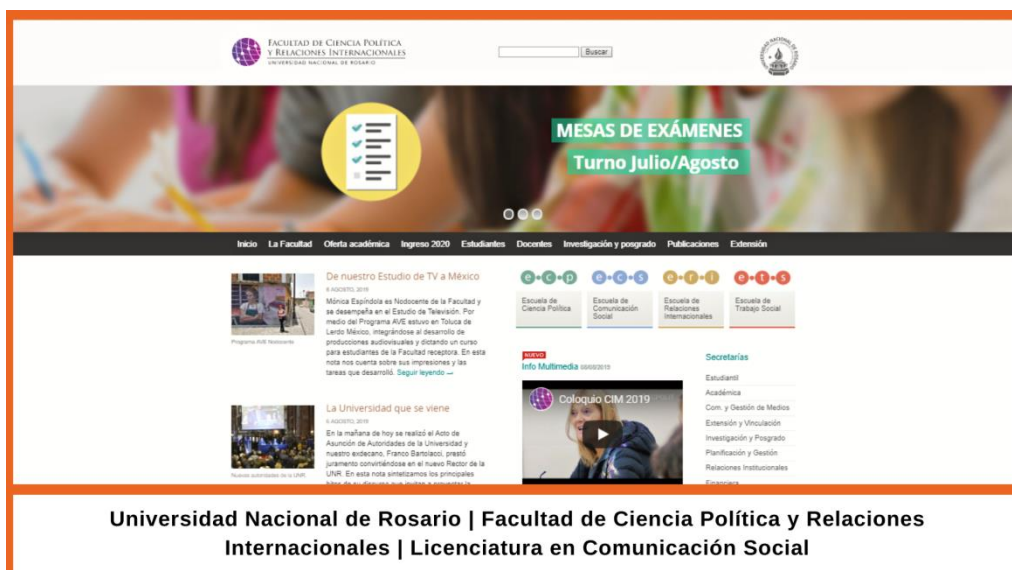 FACULTAD DE CIENCIA POLÍTICA
Y RELACIONES INTERNACIONALES
UNIVERSIDAD NACIONAL DE ROSARIO
Buscar
UNIVERSIDAD NACIONAL DE ROSARIO
MESAS DE EXÁMENES
Turno Julio/Agosto
Inicio La Facultad Oferta académica Ingreso 2020 Estudiantes Docentes Investigación y posgrado Publicaciones Extensión
De nuestro Estudio de TV a México
6 AGOSTO, 2019
Mónica Espíndola es Nodocente de la Facultad y
se desempeña en el Estudio de Televisión. Por
medio del Programa AVE estuvo en Toluca de
Lerdo México, integrándose al desarrollo de
producciones audiovisuales y dictando un curso
para estudiantes de la Facultad receptora. En esta
nota nos cuenta sobre sus impresiones y las
tareas que desarrolló. Seguir leyendo →
Programa AVE Nodocente
La Universidad que se viene
5 AGOSTO, 2019
En la mañana de hoy se realizó el Acto de
Asunción de Autoridades de la Universidad y
nuestro exdecano, Franco Bartolacci, prestó
juramento convirtiéndose en el nuevo Rector de la
UNR. En esta nota sintetizamos los principales
Nuevas autoridades de la UNR.
e-c-p
Escuela de
Ciencia Política
e-c-s
Escuela de
Comunicación
Social
e-r-i
Escuela de
Relaciones
Internacionales
e-t-s
Escuela de
Trabajo Social
NUEVO
Info Multimedia
Coloquio CIM 2019
Secretarías
Estudiantil
Académica
Com. y Gestión de Medios
Extensión y Vinculación
Investigación y Posgrado
Planificación y Gestión
Relaciones Institucionales
Financiera
Universidad Nacional de Rosario | Facultad de Ciencia Política y Relaciones
Internacionales | Licenciatura en Comunicación Social